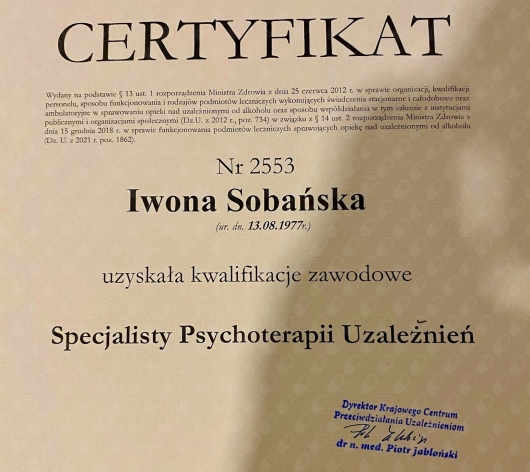 CERTYFIKAT
Wydany na podstawie § 13 ust. 1 rozporządzenia Ministra Zdrowia z dnia 25 czerwca 2012 r. w sprawie organizacji, kwalifikacji
personelu, sposobu funkcjonowania i rodzajów podmiotów leczniczych wykonujących świadczenia stacjonarne i całodobowe oraz
ambulatoryjne w sprawowaniu opieki nad uzależnionymi od alkoholu oraz sposobu współdziałania w tym zakresie z instytucjami
publicznymi i organizacjami społecznymi (Dz.U. z 2012 r., poz. 734) w związku z § 14 ust. 2 rozporządzenia Ministra Zdrowia z
dnia 15 grudnia 2018 r. w sprawie funkcjonowania podmiotów leczniczych sprawujących opiekę nad uzależnionymi od alkoholu
(Dz. U. z 2021 r. poz. 1862).
Nr 2553
Iwona Sobańska
(ur. dn. 13.08.1977r.)
uzyskała kwalifikacje zawodowe
Specjalisty Psychoterapii Uzależnień
Dyrektor Krajowego Centrum
Przeciwdziałania Uzależnieniom
dr n. med. Piotr Jabłoński